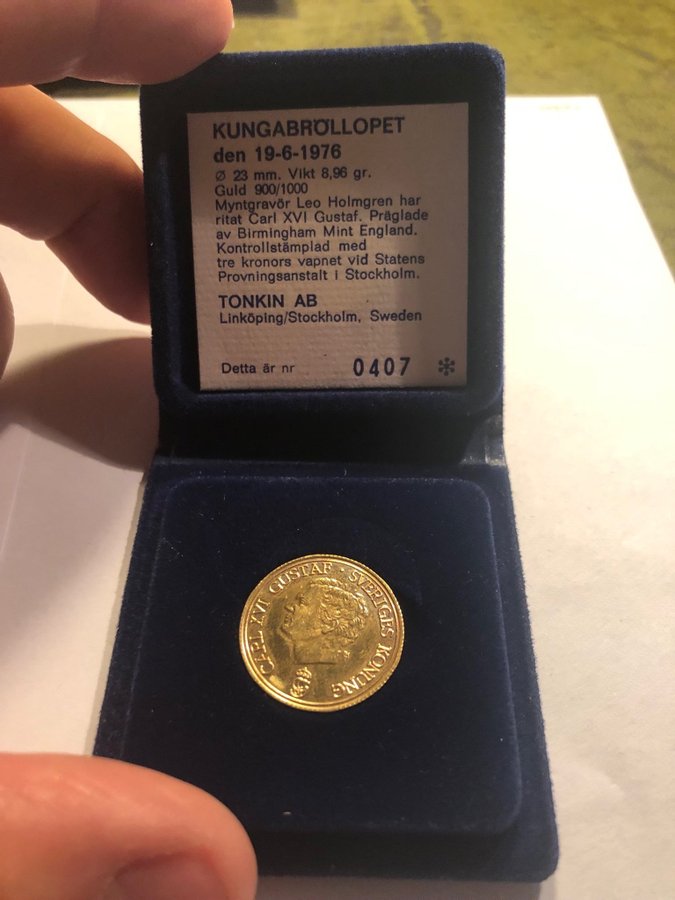 KUNGABRÖLLOPET
den 19-6-1976
Ø 23 mm. Vikt 8,96 gr.
Guld 900/1000
Myntgravör Leo Holmgren har
ritat Carl XVI Gustaf. Präglade
av Birmingham Mint England.
Kontrollstämplad med
tre kronors vapnet vid Statens
Provningsanstalt i Stockholm.
TONKIN AB
Linköping/Stockholm, Sweden
Detta är nr 0407 ✻
CARL XVI GUSTAF · SVERIGES KONUNG